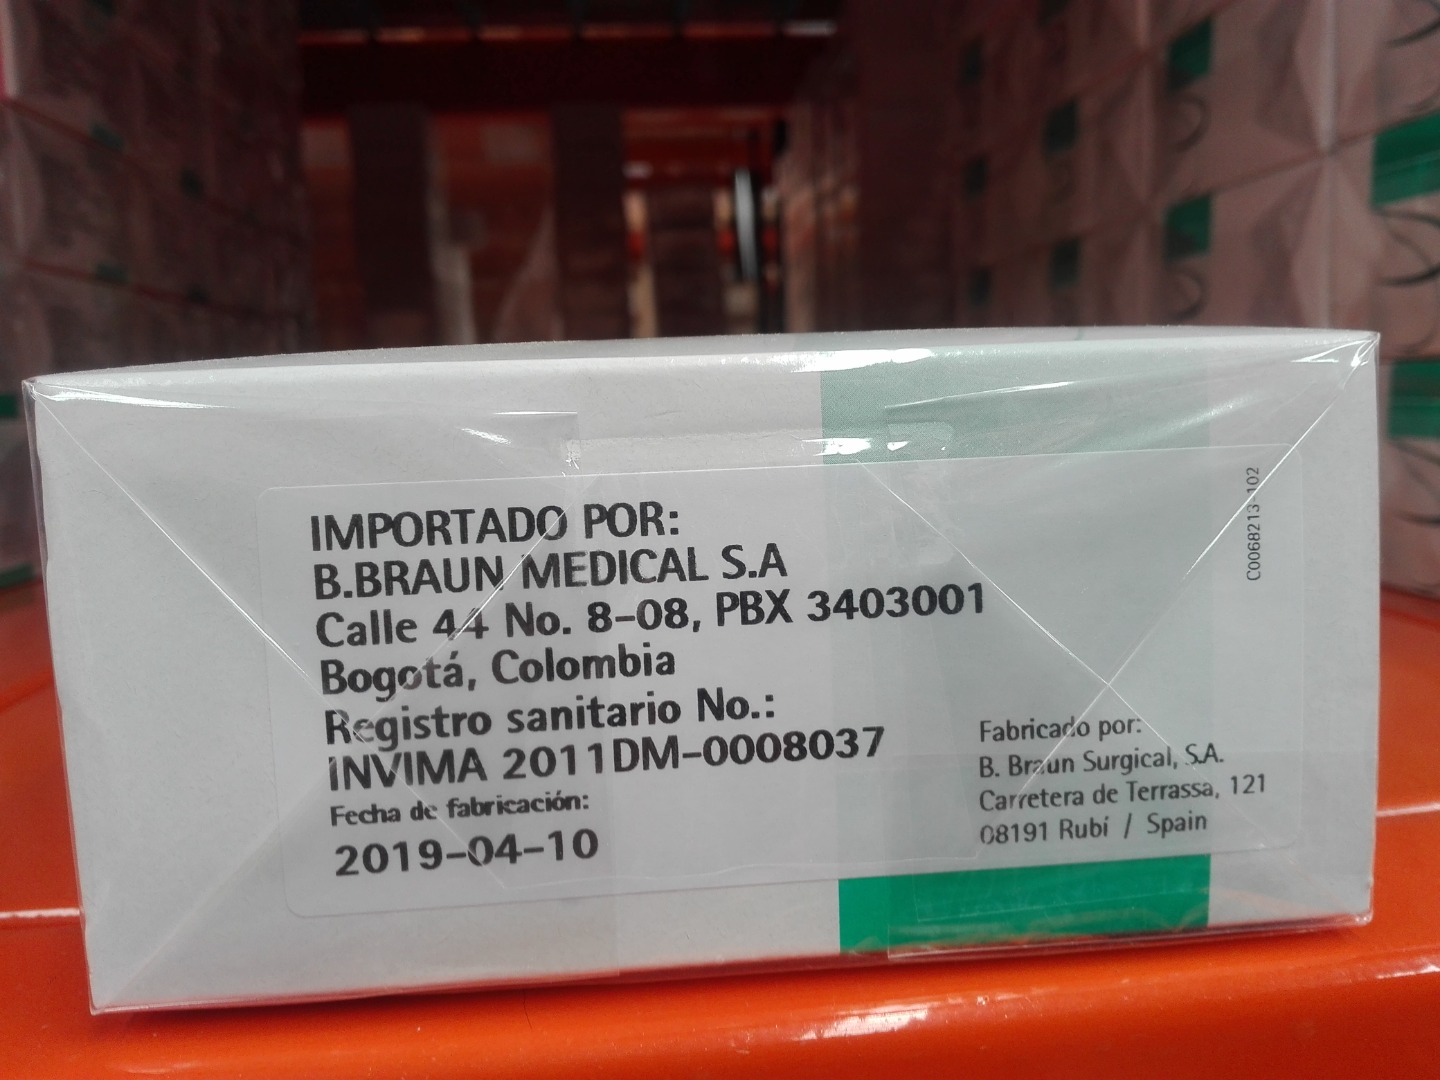 IMPORTADO POR:
B.BRAUN MEDICAL S.A
Calle 44 No. 8-08, PBX 3403001
Bogotá, Colombia
Registro sanitario No.:
INVIMA 2011DM-0008037
Fecha de fabricación:
2019-04-10
Fabricado por:
B. Braun Surgical, S.A.
Carretera de Terrassa, 121
08191 Rubí / Spain
C0068213-102